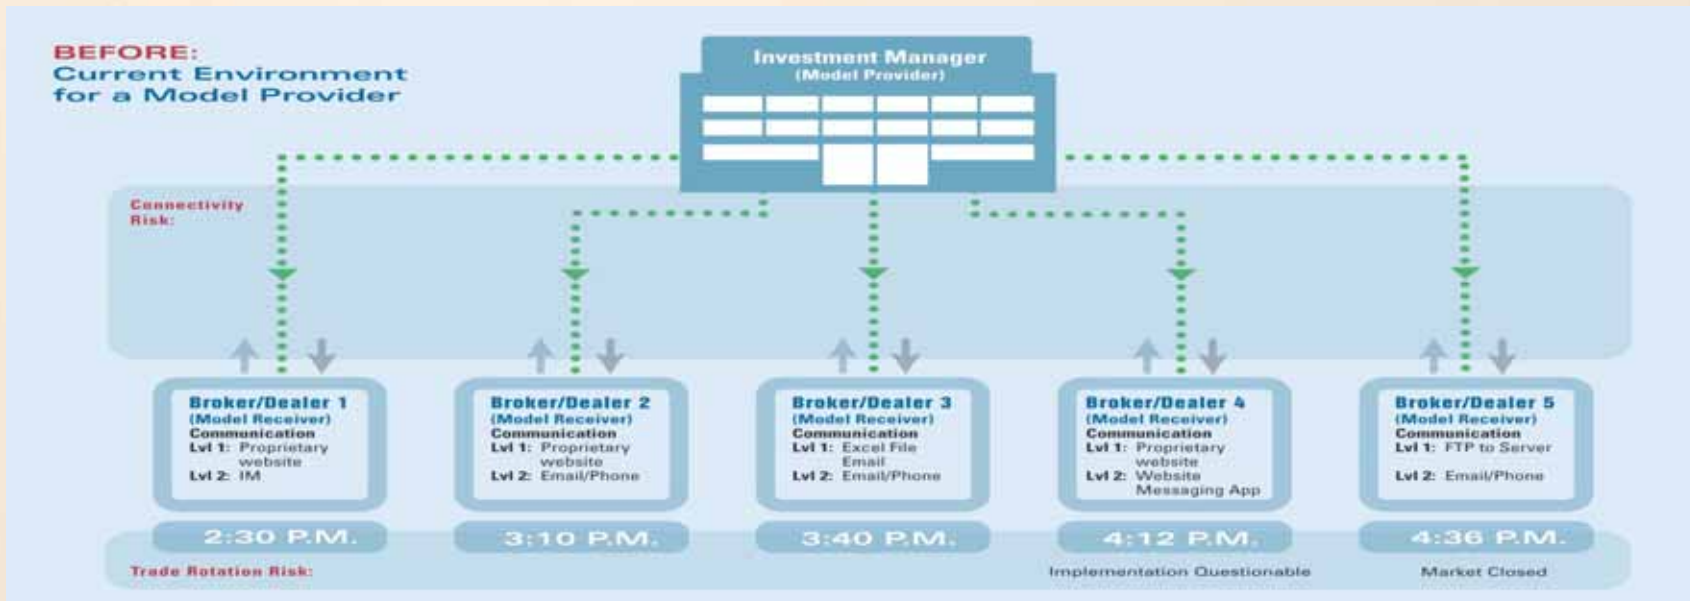 BEFORE:
Current Environment
for a Model Provider
Investment Manager
(Model Provider)
Connectivity
Risk:
Broker/Dealer 1
(Model Receiver)
Communication
Lvl 1: Proprietary
website
Lvl 2: IM
Broker/Dealer 2
(Model Receiver)
Communication
Lvl 1: Proprietary
website
Lvl 2: Email/Phone
Broker/Dealer 3
(Model Receiver)
Communication
Lvl 1: Excel File
Email
Lvl 2: Email/Phone
Broker/Dealer 4
(Model Receiver)
Communication
Lvl 1: Proprietary
website
Lvl 2: Website
Messaging App
Broker/Dealer 5
(Model Receiver)
Communication
Lvl 1: FTP to Server
Lvl 2: Email/Phone
2:30 P.M.
3:10 P.M.
3:40 P.M.
4:12 P.M.
4:36 P.M.
Trade Rotation Risk:
Implementation Questionable
Market Closed